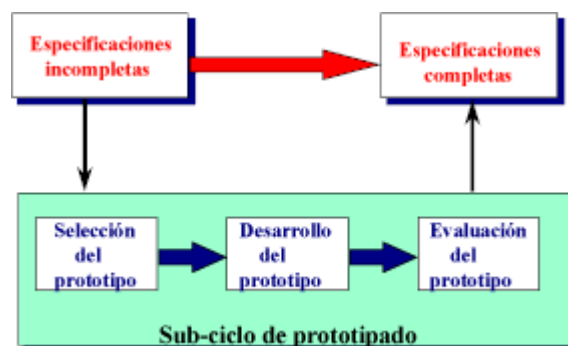 Especificaciones
incompletas
Especificaciones
completas
Selección
del
prototipo
Desarrollo
del
prototipo
Evaluación
del
prototipo
Sub-ciclo de prototipado